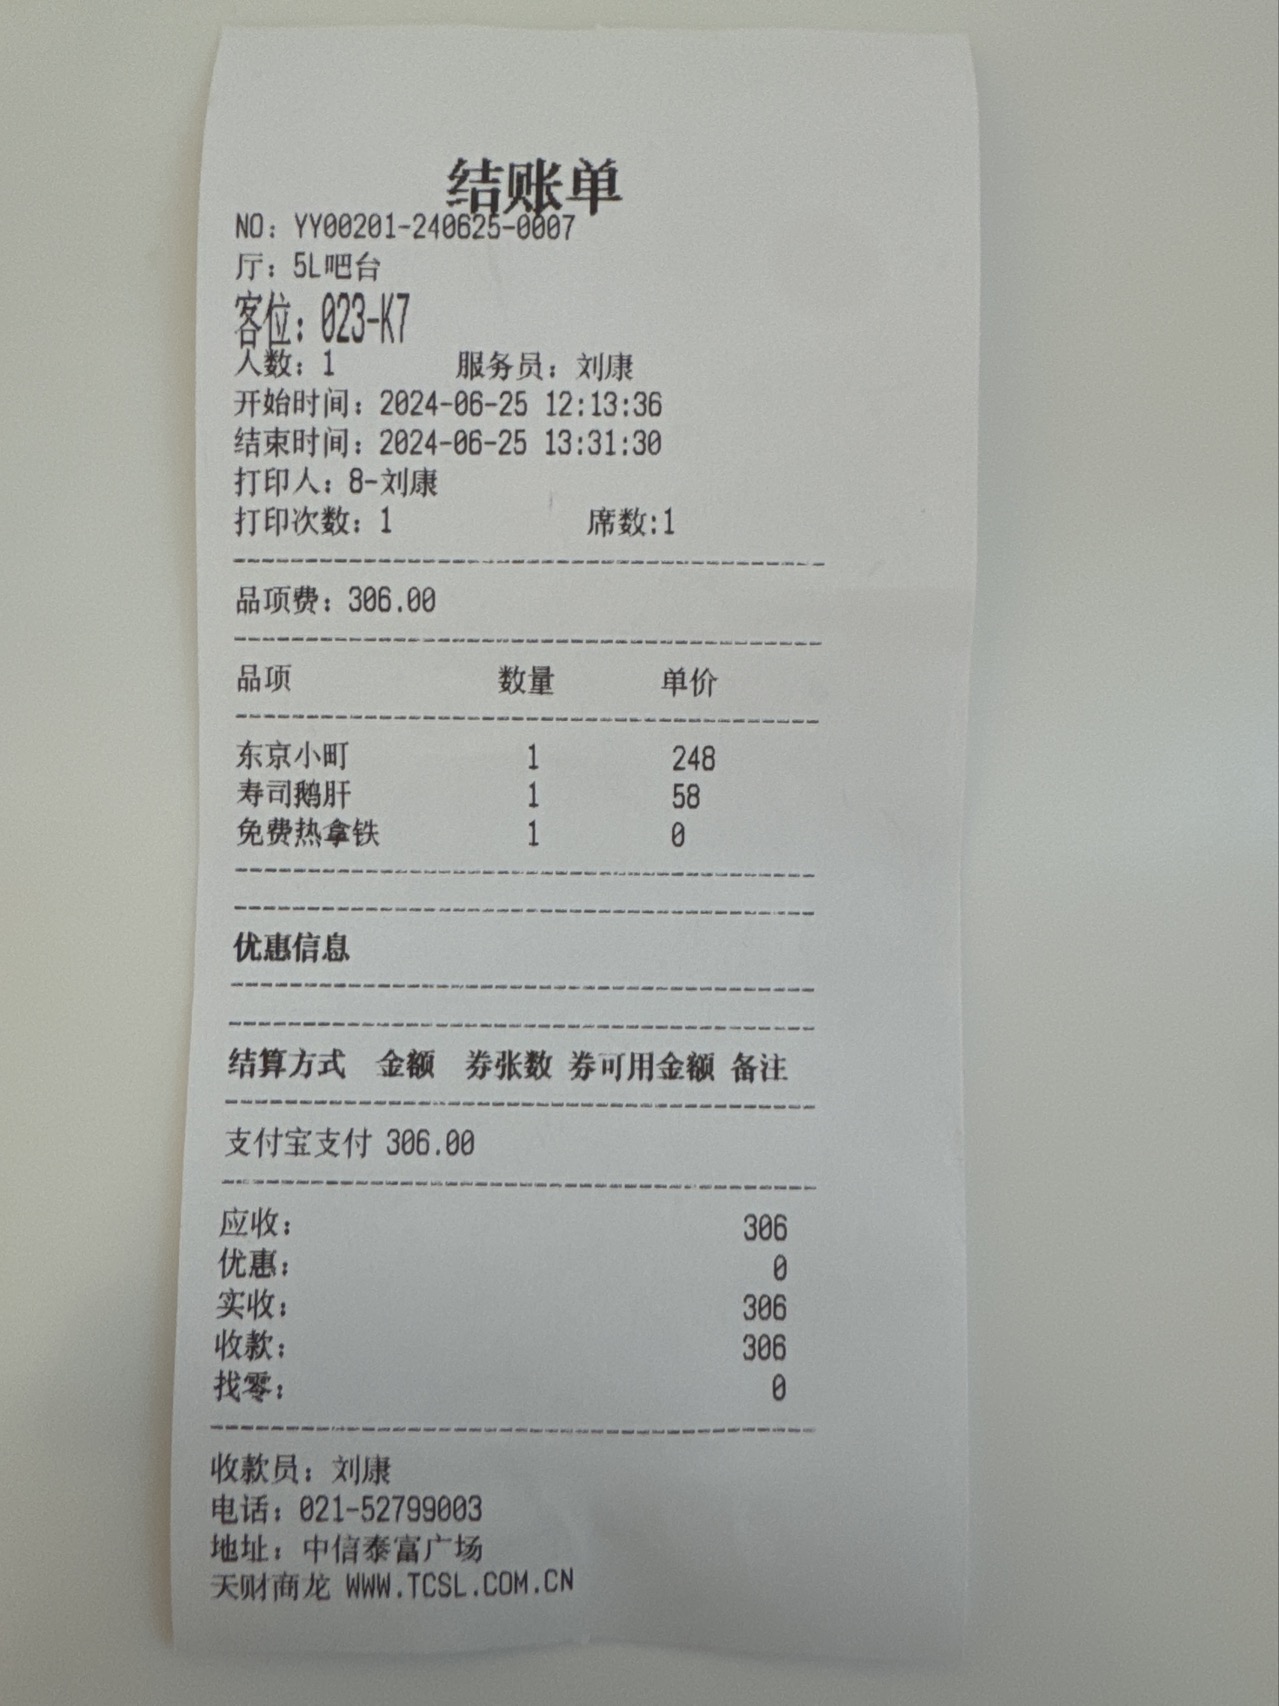 结账单
NO: YY00201-240625-0007
厅: 5L吧台
客位: 023-K7
人数: 1 服务员: 刘康
开始时间: 2024-06-25 12:13:36
结束时间: 2024-06-25 13:31:30
打印人: 8-刘康
打印次数: 1 席数:1
品项费: 306.00
品项 数量 单价
东京小町 1 248
寿司鹅肝 1 58
免费热拿铁 1 0
优惠信息
结算方式 金额 券张数 券可用金额 备注
支付宝支付 306.00
应收: 306
优惠: 0
实收: 306
收款: 306
找零: 0
收款员: 刘康
电话: 021-52799003
地址: 中信泰富广场
天财商龙 WWW.TCSL.COM.CN